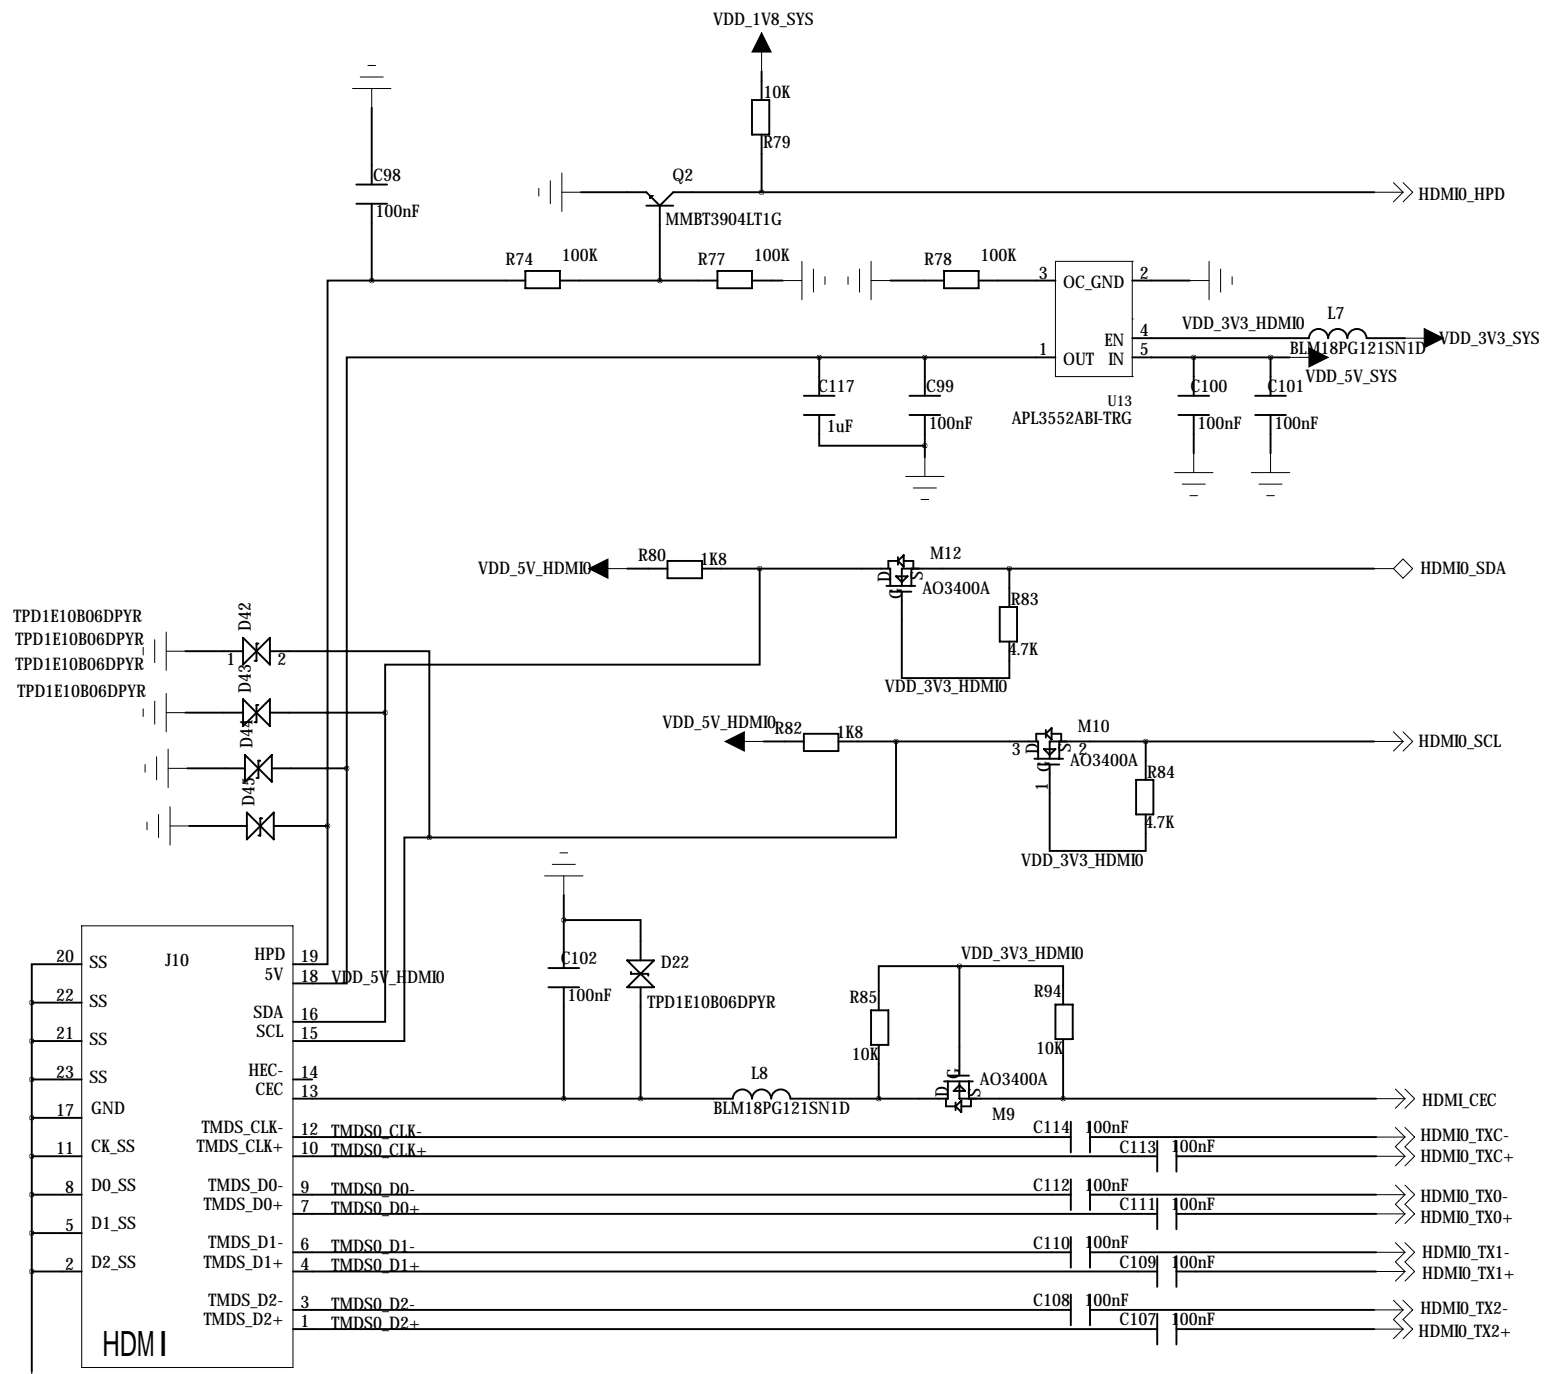 VDD_1V8_SYS
10K
R79
C98
100nF
Q2
MMBT3904LT1G
HDMI0_HPD
R74 100K
R77 100K
R78 100K
3 OC_GND 2
VDD_3V3_HDMI0
L7
BLM18PG121SN1D
VDD_3V3_SYS
EN 4
1 OUT IN 5
VDD_5V_SYS
C117
1uF
C99
100nF
U13
APL3552ABI-TRG
C100
100nF
C101
100nF
VDD_5V_HDMI0
R80 1K8
D S
G
M12
AO3400A
R83
4.7K
VDD_3V3_HDMI0
HDMI0_SDA
TPD1E10B06DPYR
TPD1E10B06DPYR
TPD1E10B06DPYR
TPD1E10B06DPYR
D42
1 2
D43
D44
D45
VDD_5V_HDMI0
R82 1K8
3 D S 2
1 G
M10
AO3400A
R84
4.7K
VDD_3V3_HDMI0
HDMI0_SCL
C102
100nF
D22
TPD1E10B06DPYR
VDD_3V3_HDMI0
R85
10K
R94
10K
L8
BLM18PG121SN1D
D G S
AO3400A
M9
HDMI_CEC
J10
20 SS
22 SS
21 SS
23 SS
17 GND
11 CK_SS
8 D0_SS
5 D1_SS
2 D2_SS
HPD 19
5V 18 VDD_5V_HDMI0
SDA 16
SCL 15
HEC- 14
CEC 13
TMDS_CLK- 12 TMDS0_CLK- C114 100nF HDMI0_TXC-
TMDS_CLK+ 10 TMDS0_CLK+ C113 100nF HDMI0_TXC+
TMDS_D0- 9 TMDS0_D0- C112 100nF HDMI0_TX0-
TMDS_D0+ 7 TMDS0_D0+ C111 100nF HDMI0_TX0+
TMDS_D1- 6 TMDS0_D1- C110 100nF HDMI0_TX1-
TMDS_D1+ 4 TMDS0_D1+ C109 100nF HDMI0_TX1+
TMDS_D2- 3 TMDS0_D2- C108 100nF HDMI0_TX2-
TMDS_D2+ 1 TMDS0_D2+ C107 100nF HDMI0_TX2+
HDMI